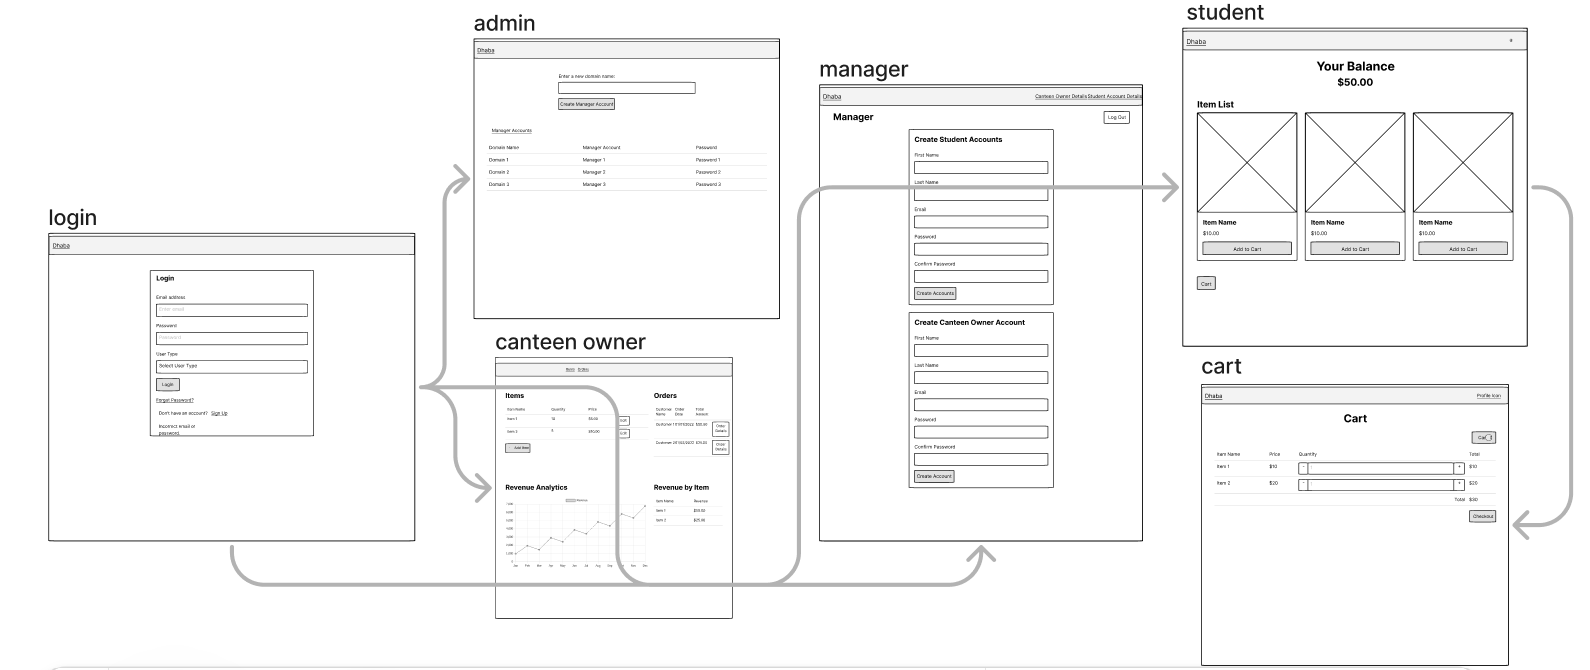 login
Dhaba
Login
Email address
Enter email
Password
Password
User Type
Select User Type
Login
Forgot Password?
Don't have an account? Sign Up
Incorrect email or
password.
admin
Dhaba
Enter a new domain name:
Create Manager Account
Manager Accounts
Domain Name Manager Account Password
Domain 1 Manager 1 Password 1
Domain 2 Manager 2 Password 2
Domain 3 Manager 3 Password 3
canteen owner
Items Orders
Items
Item Name Quantity Price
Item 1 10 $5.00 Edit
Item 2 5 $10.00 Edit
Add Item
Orders
Customer Order Total
Name Date Amount
Customer 1 01/01/2022 $50.00 Order Details
Customer 2 01/02/2022 $75.00 Order Details
Revenue Analytics
Revenue
7,000
6,000
5,000
4,000
3,000
2,000
1,000
0
Jan Feb Mar Apr May Jun Jul Aug Sep Nov Dec
Revenue by Item
Item Name Revenue
Item 1 $50.00
Item 2 $25.00
manager
Dhaba Canteen Owner Details Student Account Details
Manager Log Out
Create Student Accounts
First Name
Last Name
Email
Password
Confirm Password
Create Accounts
Create Canteen Owner Account
First Name
Last Name
Email
Password
Confirm Password
Create Account
student
Dhaba
Your Balance
$50.00
Item List
Item Name Item Name Item Name
$10.00 $10.00 $10.00
Add to Cart Add to Cart Add to Cart
Cart
cart
Dhaba Profile Icon
Cart
Item Name Price Quantity Total
Item 1 $10 - + $10
Item 2 $20 - + $20
Total $30
Checkout